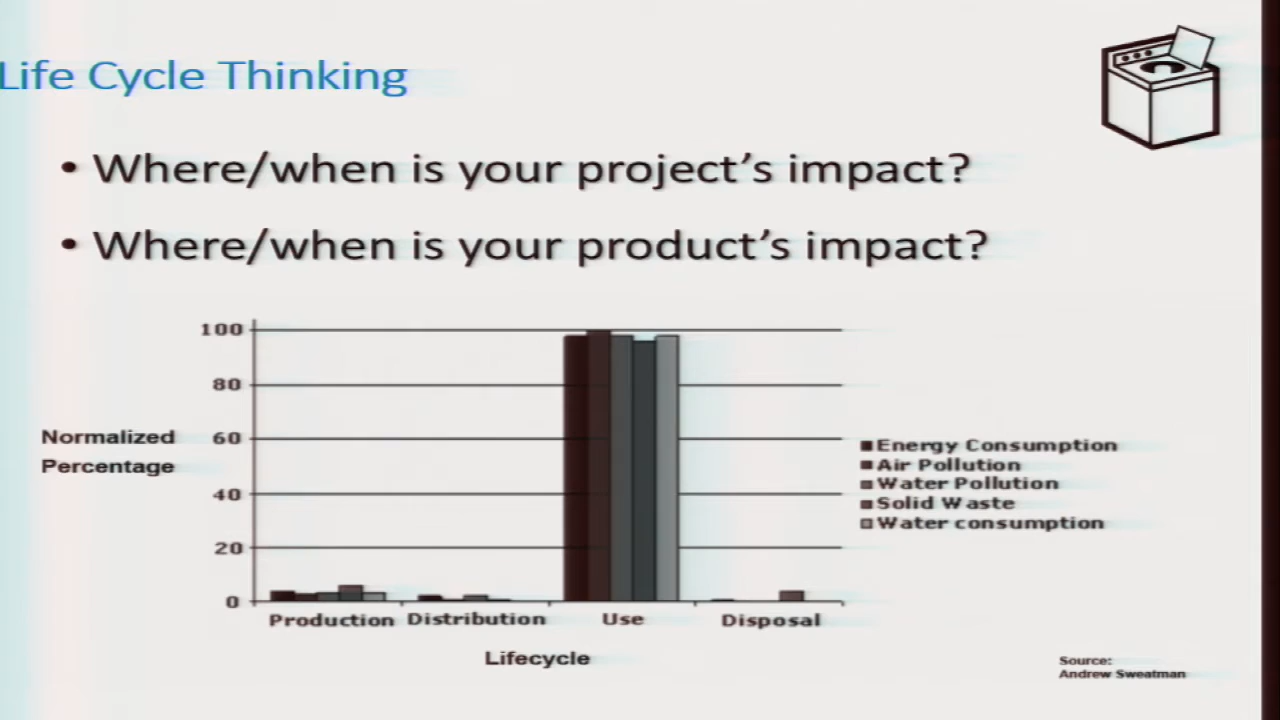 Life Cycle Thinking
• Where/when is your project’s impact?
• Where/when is your product’s impact?
Normalized
Percentage
100
80
60
40
20
0
Production
Distribution
Use
Disposal
Lifecycle
Energy Consumption
Air Pollution
Water Pollution
Solid Waste
Water consumption
Source:
Andrew Sweatman